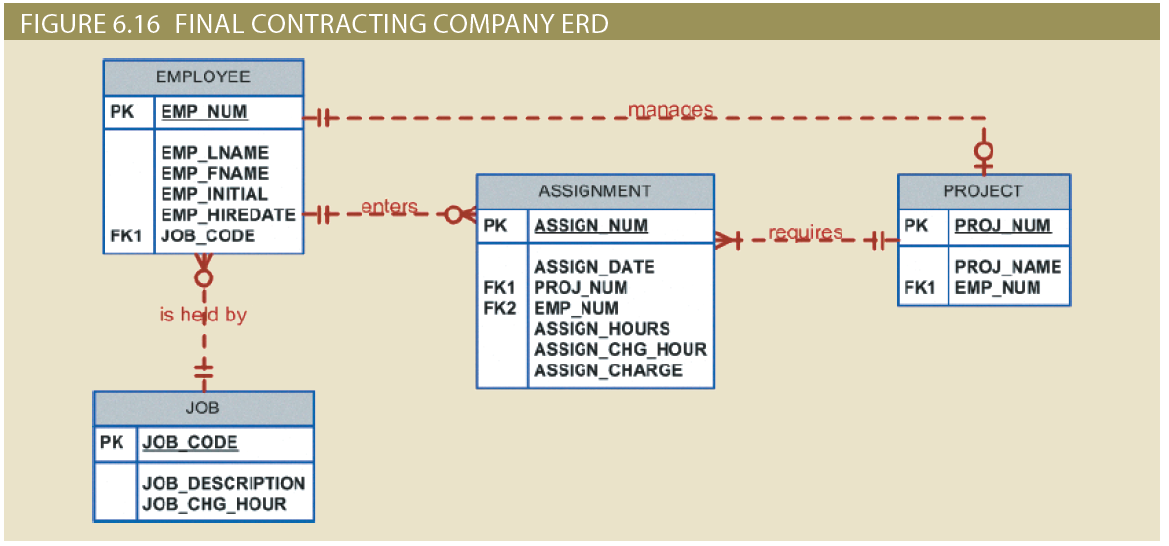 FIGURE 6.16 FINAL CONTRACTING COMPANY ERD
EMPLOYEE
PK EMP_NUM
EMP_LNAME
EMP_FNAME
EMP_INITIAL
EMP_HIREDATE
FK1 JOB_CODE
manages
enters
is held by
JOB
PK JOB_CODE
JOB_DESCRIPTION
JOB_CHG_HOUR
ASSIGNMENT
PK ASSIGN_NUM
ASSIGN_DATE
FK1 PROJ_NUM
FK2 EMP_NUM
ASSIGN_HOURS
ASSIGN_CHG_HOUR
ASSIGN_CHARGE
requires
PROJECT
PK PROJ_NUM
PROJ_NAME
FK1 EMP_NUM